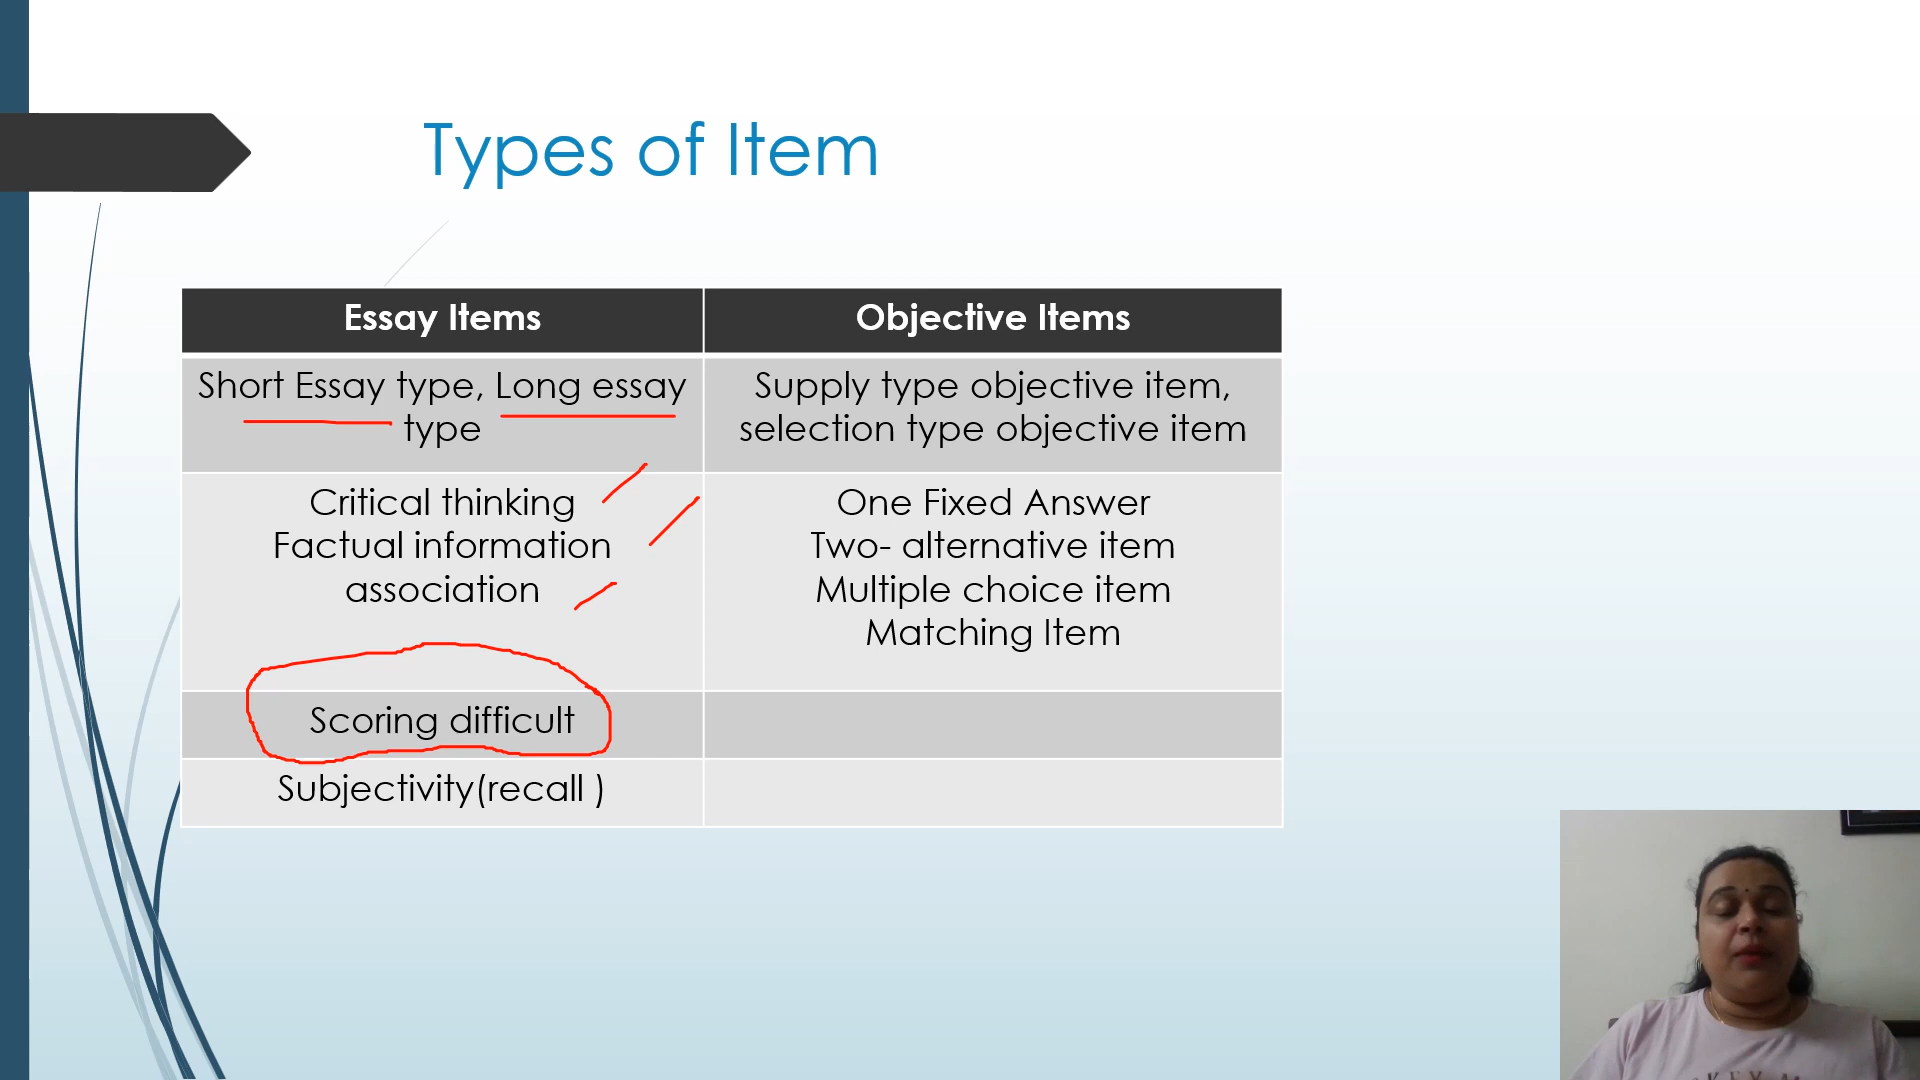 Types of Item
Essay Items
Objective Items
Short Essay type, Long essay
type
Supply type objective item,
selection type objective item
Critical thinking
Factual information
association
One Fixed Answer
Two- alternative item
Multiple choice item
Matching Item
Scoring difficult
Subjectivity(recall )